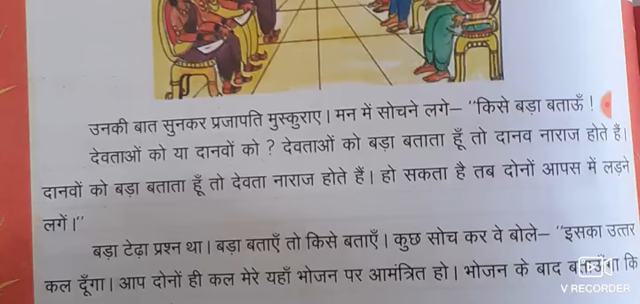 उनकी बात सुनकर प्रजापति मुस्कुराए। मन में सोचने लगे– "किसे बड़ा बताऊँ!
देवताओं को या दानवों को? देवताओं को बड़ा बताता हूँ तो दानव नाराज होते हैं।
दानवों को बड़ा बताता हूँ तो देवता नाराज होते हैं। हो सकता है तब दोनों आपस में लड़ने
लगें।"
बड़ा टेढ़ा प्रश्न था। बड़ा बताएँ तो किसे बताएँ। कुछ सोच कर वे बोले– "इसका उत्तर
कल दूँगा। आप दोनों ही कल मेरे यहाँ भोजन पर आमंत्रित हो। भोजन के बाद बताऊँगा कि
V RECORDER